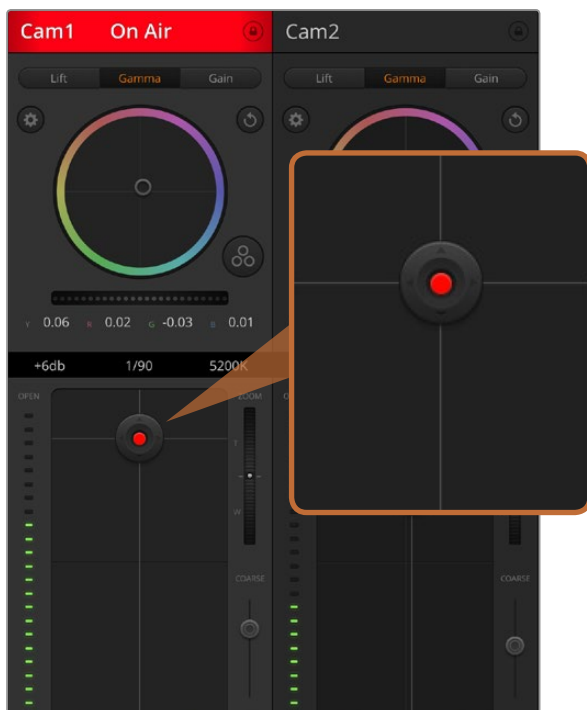 Cam1 On Air
Lift Gamma Gain
Y 0.06 R 0.02 G -0.03 B 0.01
+6db 1/90 5200K
OPEN ZOOM
T
W
COARSE
Cam2
Lift Gamma Gain
COARSE